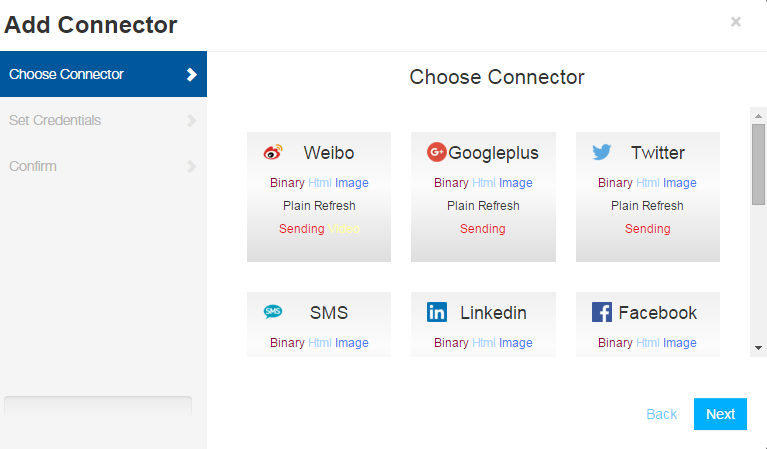 Add Connector
×
Choose Connector
Set Credentials
Confirm
Choose Connector
Weibo
Binary Html Image
Plain Refresh
Sending Video
Googleplus
Binary Html Image
Plain Refresh
Sending
Twitter
Binary Html Image
Plain Refresh
Sending
SMS
SMS
Binary Html Image
Linkedin
Binary Html Image
Facebook
Binary Html Image
Back
Next